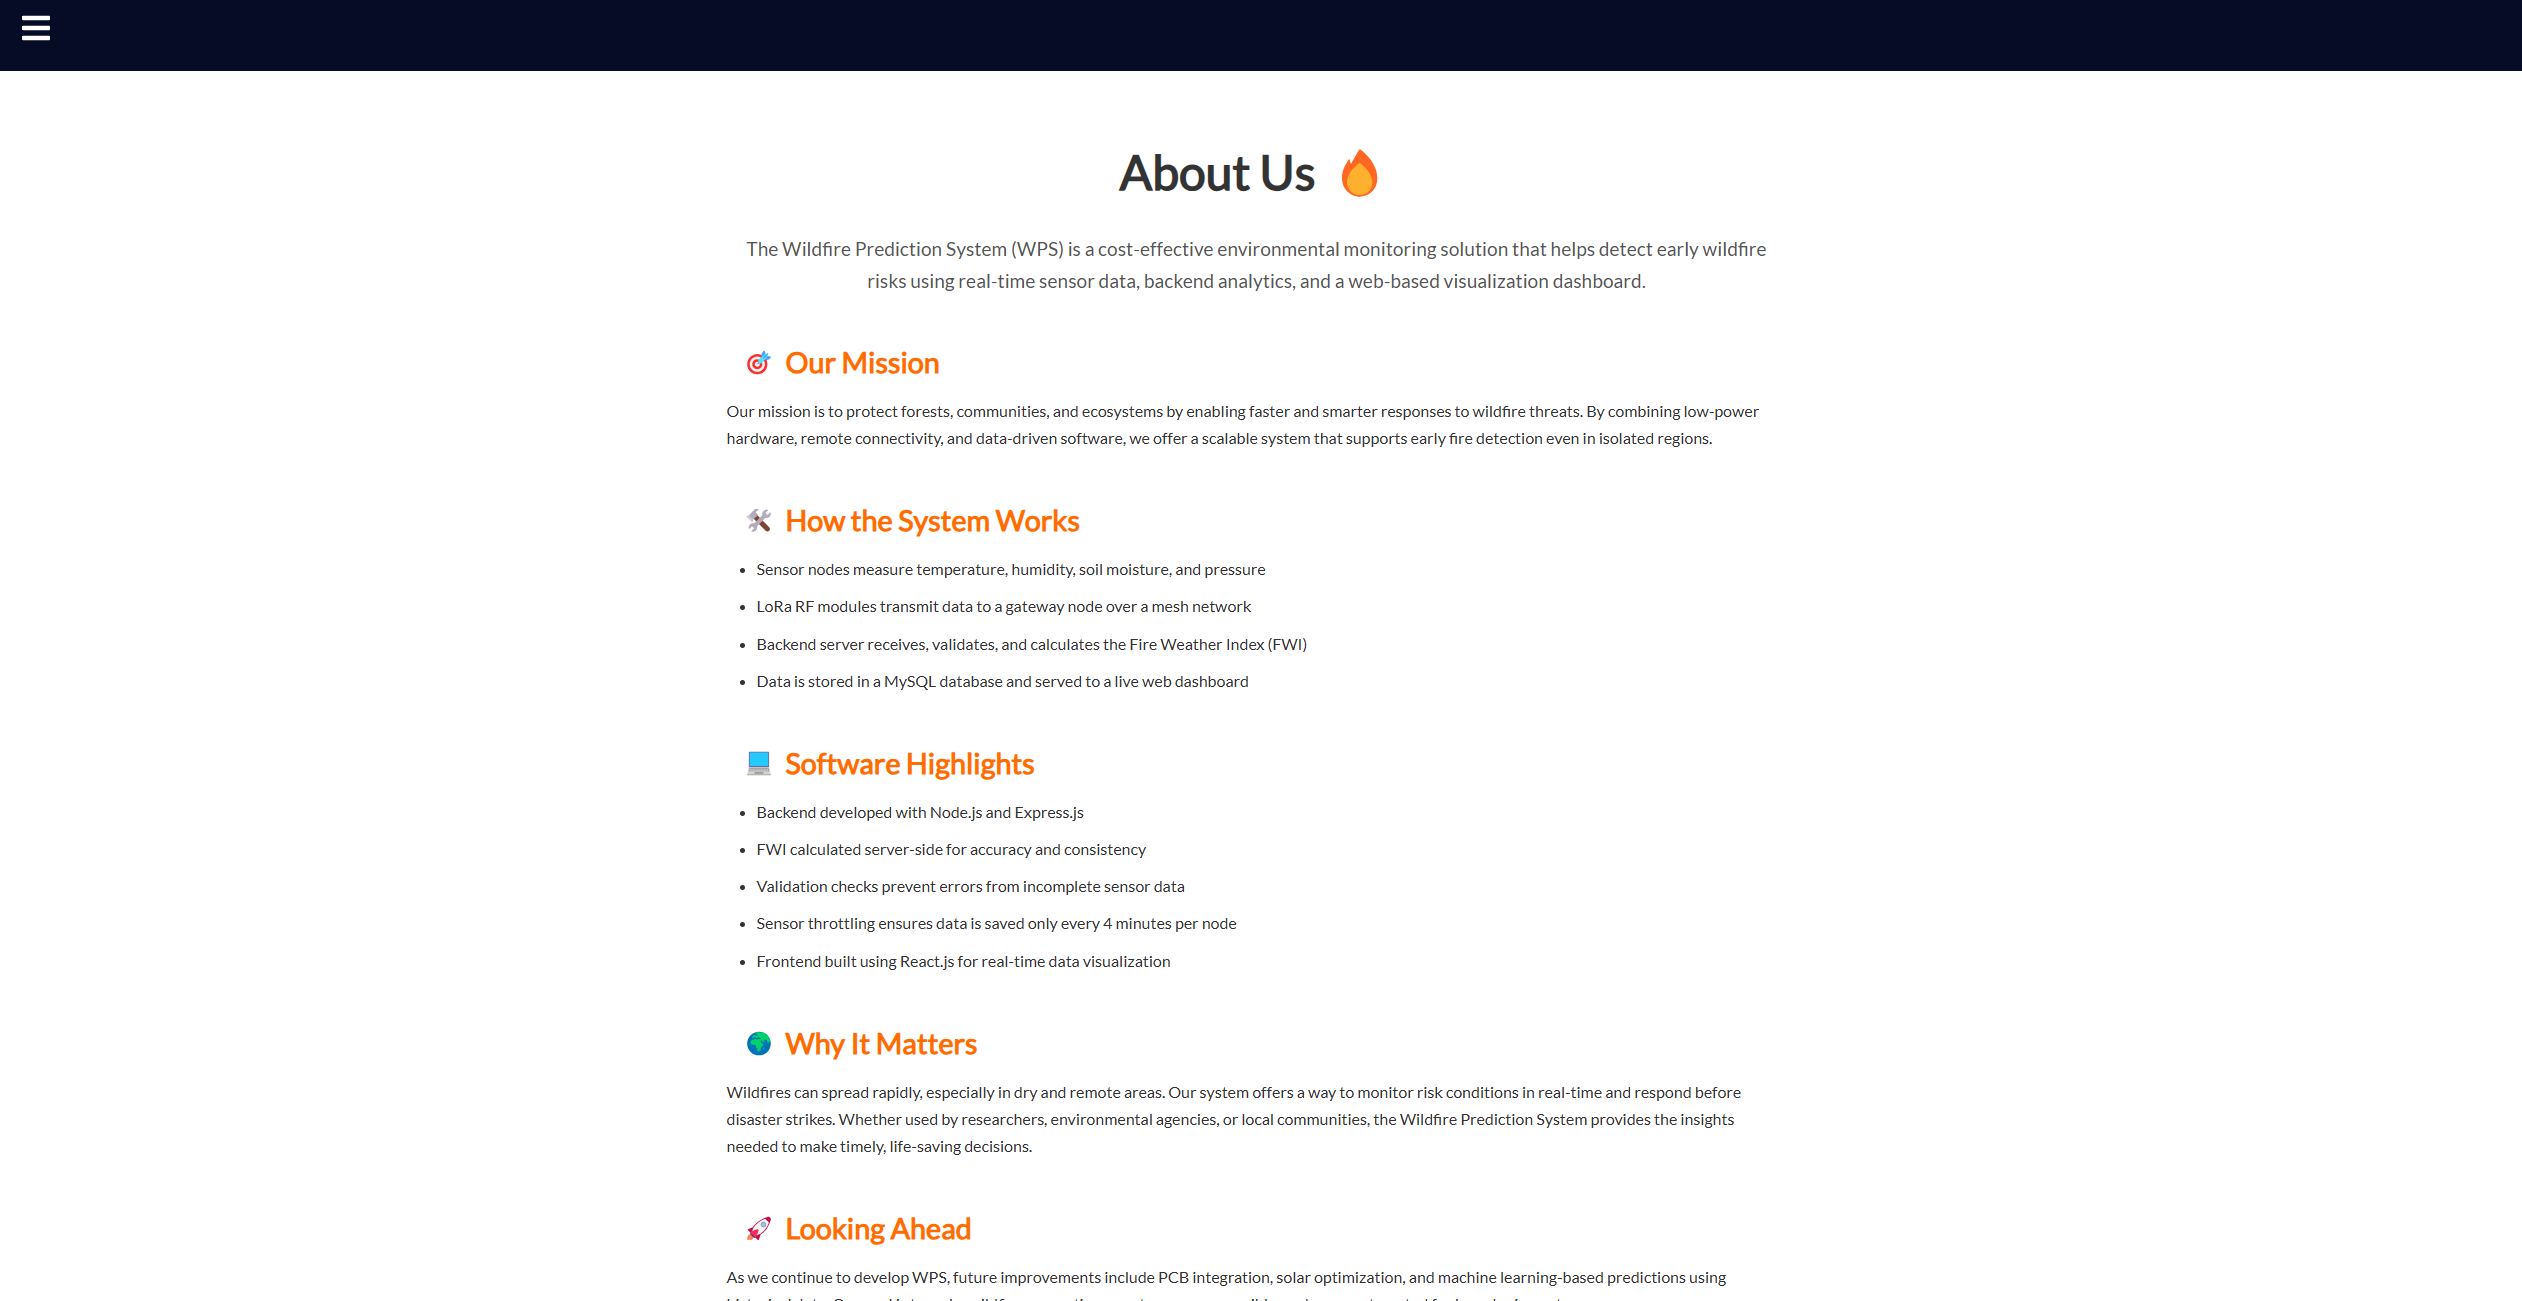 About Us
The Wildfire Prediction System (WPS) is a cost-effective environmental monitoring solution that helps detect early wildfire
risks using real-time sensor data, backend analytics, and a web-based visualization dashboard.
Our Mission
Our mission is to protect forests, communities, and ecosystems by enabling faster and smarter responses to wildfire threats. By combining low-power
hardware, remote connectivity, and data-driven software, we offer a scalable system that supports early fire detection even in isolated regions.
How the System Works
• Sensor nodes measure temperature, humidity, soil moisture, and pressure
• LoRa RF modules transmit data to a gateway node over a mesh network
• Backend server receives, validates, and calculates the Fire Weather Index (FWI)
• Data is stored in a MySQL database and served to a live web dashboard
Software Highlights
• Backend developed with Node.js and Express.js
• FWI calculated server-side for accuracy and consistency
• Validation checks prevent errors from incomplete sensor data
• Sensor throttling ensures data is saved only every 4 minutes per node
• Frontend built using React.js for real-time data visualization
Why It Matters
Wildfires can spread rapidly, especially in dry and remote areas. Our system offers a way to monitor risk conditions in real-time and respond before
disaster strikes. Whether used by researchers, environmental agencies, or local communities, the Wildfire Prediction System provides the insights
needed to make timely, life-saving decisions.
Looking Ahead
As we continue to develop WPS, future improvements include PCB integration, solar optimization, and machine learning-based predictions using